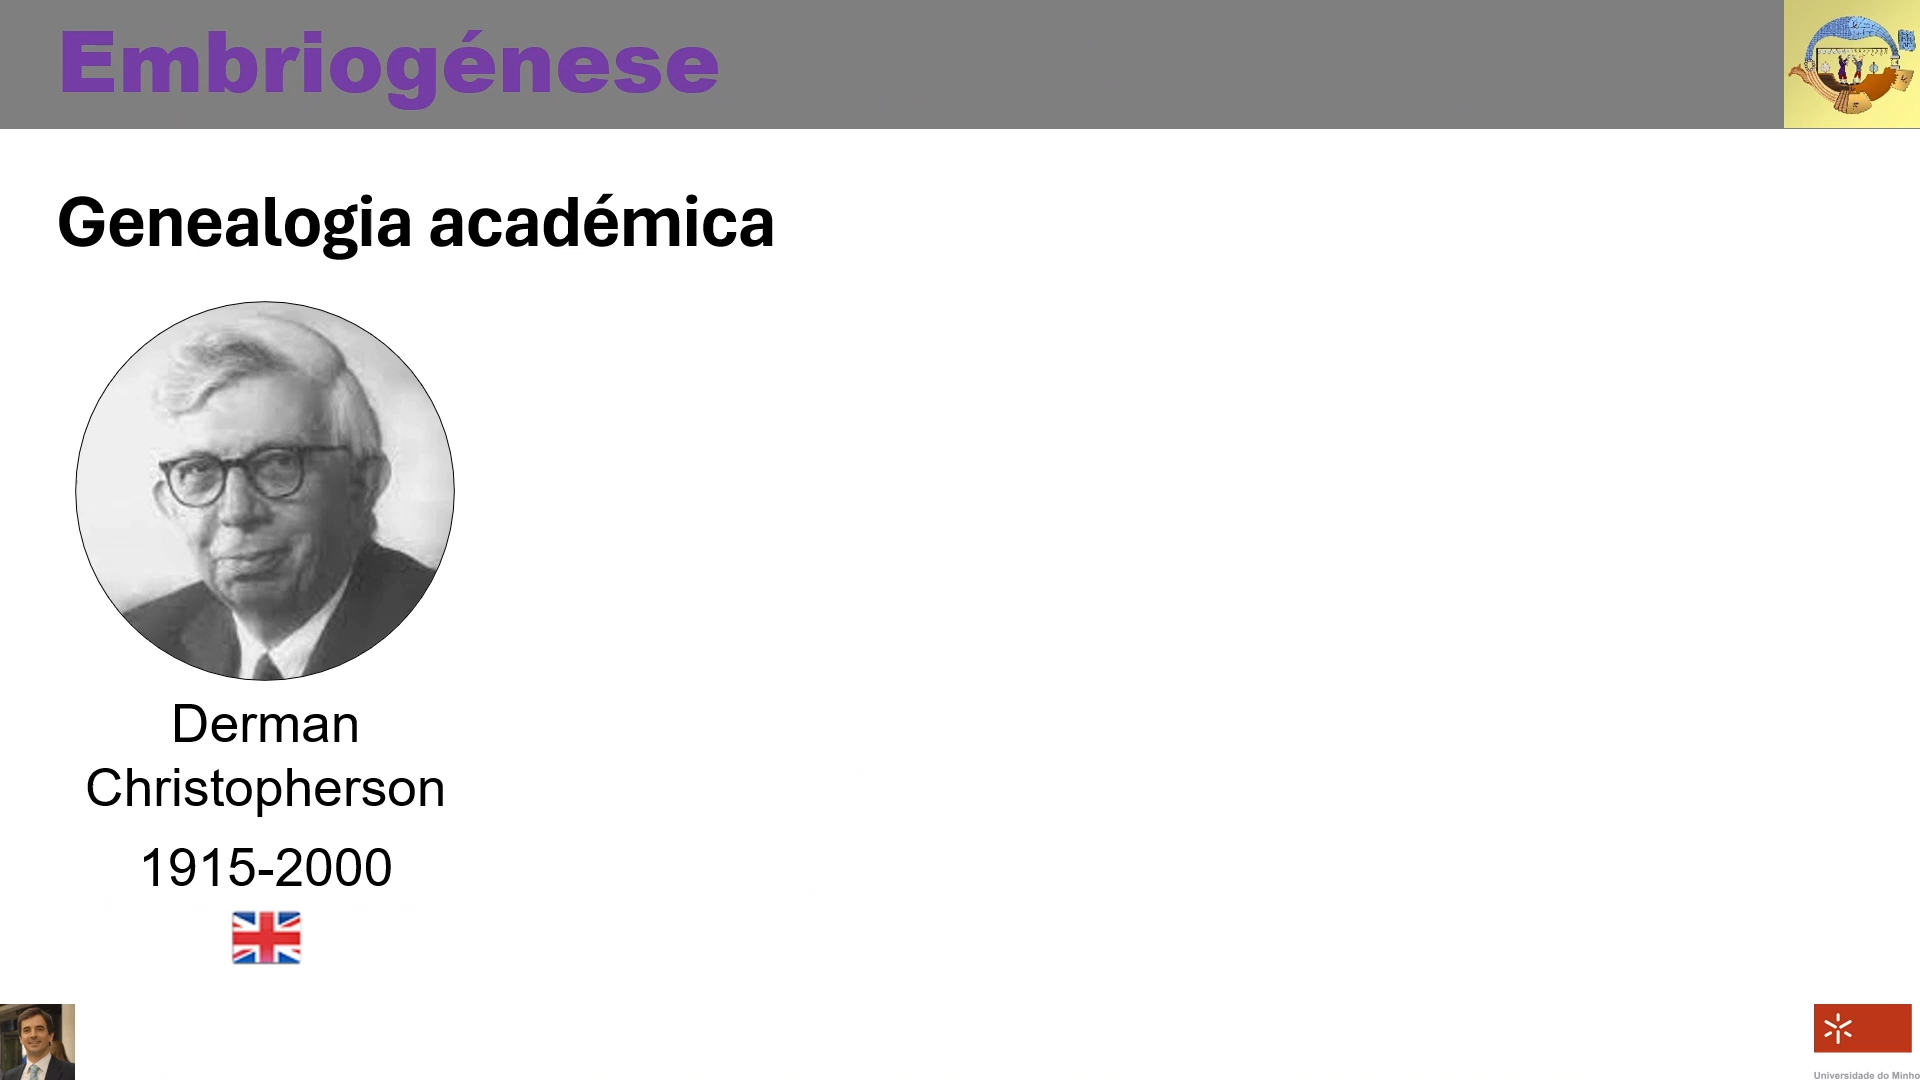 Embriogénese
Genealogia académica
Derman
Christopherson
1915-2000
Universidade do Minho